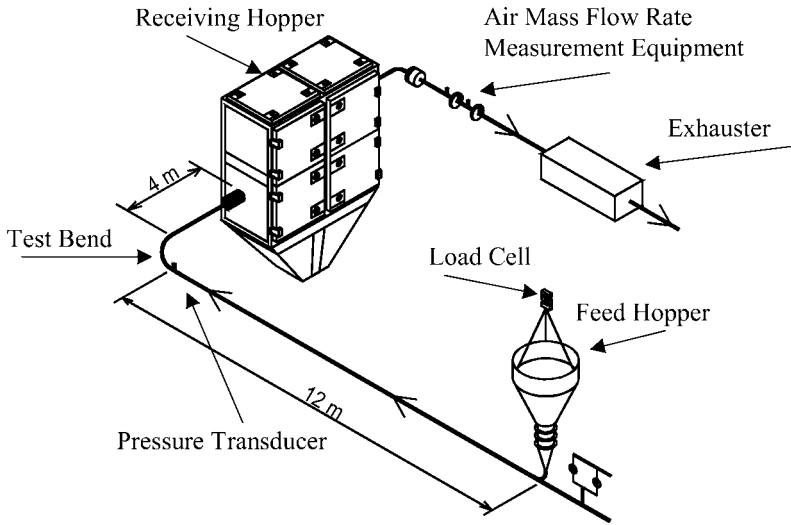 Receiving Hopper
Air Mass Flow Rate
Measurement Equipment
Exhauster
4 m
Test Bend
Load Cell
Feed Hopper
12 m
Pressure Transducer